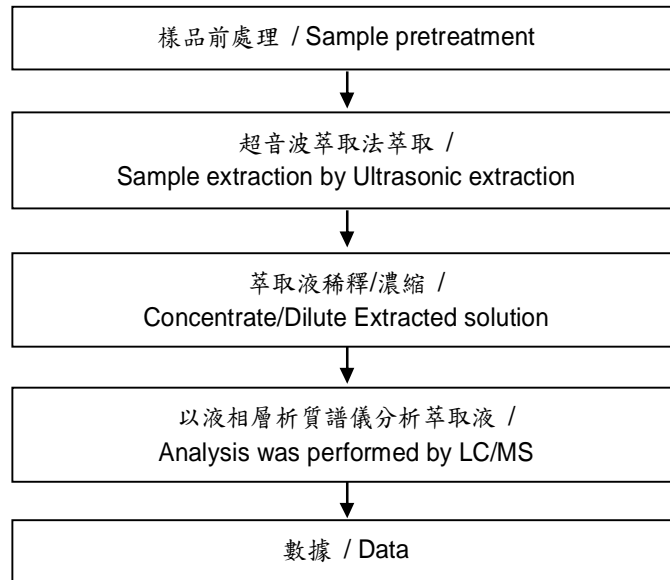 樣品前處理 / Sample pretreatment
超音波萃取法萃取 /
Sample extraction by Ultrasonic extraction
萃取液稀釋/濃縮 /
Concentrate/Dilute Extracted solution
以液相層析質譜儀分析萃取液 /
Analysis was performed by LC/MS
數據 / Data